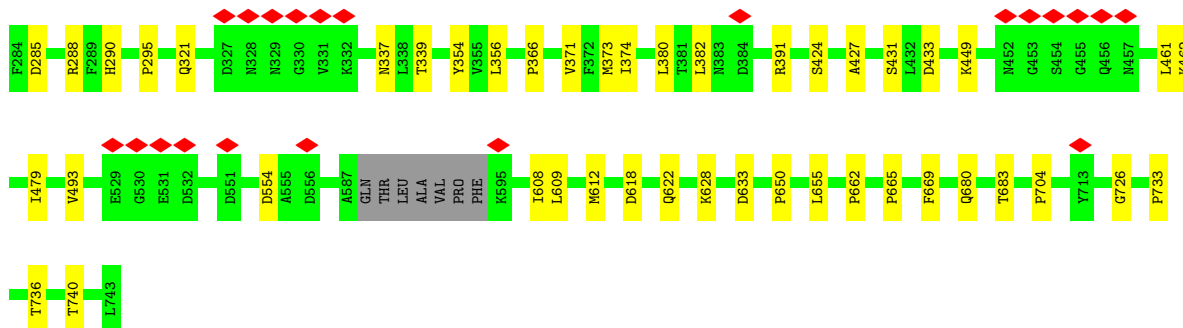 F284 D285 R288 F289 H290 P295 Q321 D327 N328 N329 G330 V331 K332 N337 L338 T339 Y354 V355 L356 P366 V371 F372 M373 I374 L380 T381 L382 N383 D384 R391 S424 A427 S431 L432 D433 K449 N452 G453 S454 G455 Q456 N457 L461
I479 V493 E529 G530 E531 D532 D551 D554 A555 D556 A587 GLN THR LEU ALA VAL PRO PHE K595 I608 L609 M612 D618 Q622 K628 D633 P650 L655 P662 P665 F669 Q680 T683 P704 Y713 G726 P733
T736 T740 L743